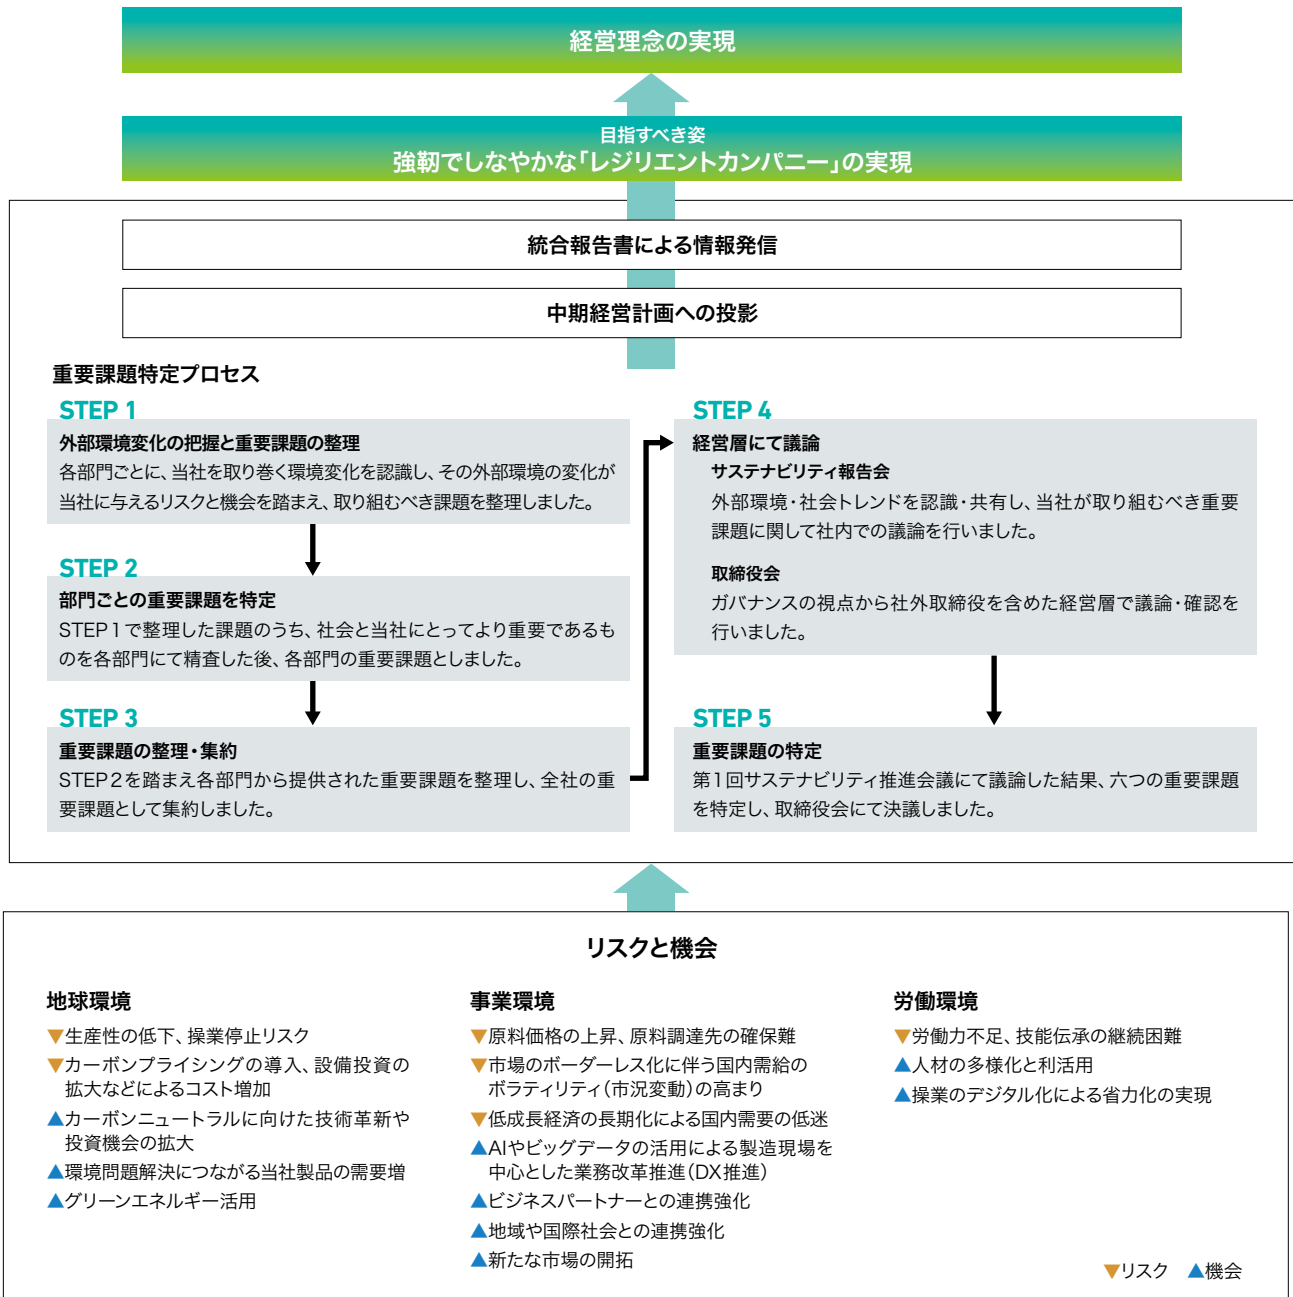 経営理念の実現
目指すべき姿
強靭でしなやかな「レジリエントカンパニー」の実現
統合報告書による情報発信
中期経営計画への投影
重要課題特定プロセス
STEP 1
外部環境変化の把握と重要課題の整理
各部門ごとに、当社を取り巻く環境変化を認識し、その外部環境の変化が
当社に与えるリスクと機会を踏まえ、取り組むべき課題を整理しました。
STEP 2
部門ごとの重要課題を特定
STEP1で整理した課題のうち、社会と当社にとってより重要であるも
のを各部門にて精査した後、各部門の重要課題としました。
STEP 3
重要課題の整理・集約
STEP2を踏まえ各部門から提供された重要課題を整理し、全社の重
要課題として集約しました。
STEP 4
経営層にて議論
サステナビリティ報告会
外部環境・社会トレンドを認識・共有し、当社が取り組むべき重要
課題に関して社内での議論を行いました。
取締役会
ガバナンスの視点から社外取締役を含めた経営層で議論・確認を
行いました。
STEP 5
重要課題の特定
第1回サステナビリティ推進会議にて議論した結果、六つの重要課題
を特定し、取締役会にて決議しました。
リスクと機会
地球環境
▼生産性の低下、操業停止リスク
▼カーボンプライシングの導入、設備投資の
拡大などによるコスト増加
▲カーボンニュートラルに向けた技術革新や
投資機会の拡大
▲環境問題解決につながる当社製品の需要増
▲グリーンエネルギー活用
事業環境
▼原料価格の上昇、原料調達先の確保難
▼市場のボーダーレス化に伴う国内需給の
ボラティリティ(市況変動)の高まり
▼低成長経済の長期化による国内需要の低迷
▲AIやビッグデータの活用による製造現場を
中心とした業務改革推進(DX推進)
▲ビジネスパートナーとの連携強化
▲地域や国際社会との連携強化
▲新たな市場の開拓
労働環境
▼労働力不足、技能伝承の継続困難
▲人材の多様化と利活用
▲操業のデジタル化による省力化の実現
▼リスク ▲機会